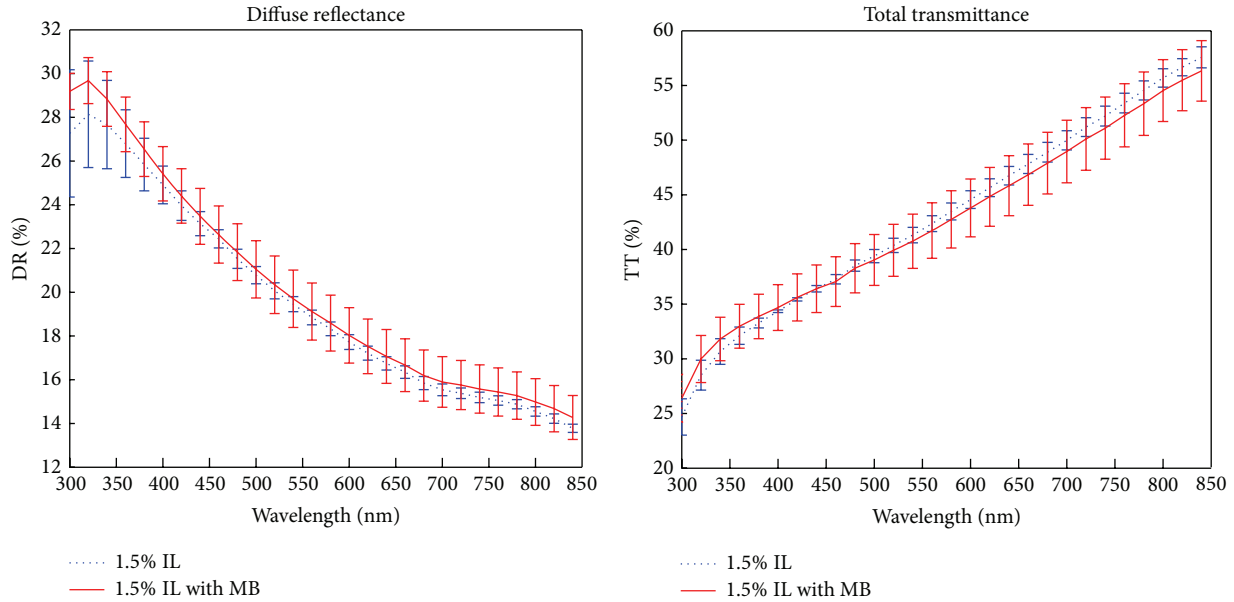 Diffuse reflectance
32
30
28
26
24
22
20
18
16
14
12
DR (%)
300 350 400 450 500 550 600 650 700 750 800 850
Wavelength (nm)
1.5% IL
1.5% IL with MB
Total transmittance
60
55
50
45
40
35
30
25
20
TT (%)
300 350 400 450 500 550 600 650 700 750 800 850
Wavelength (nm)
1.5% IL
1.5% IL with MB